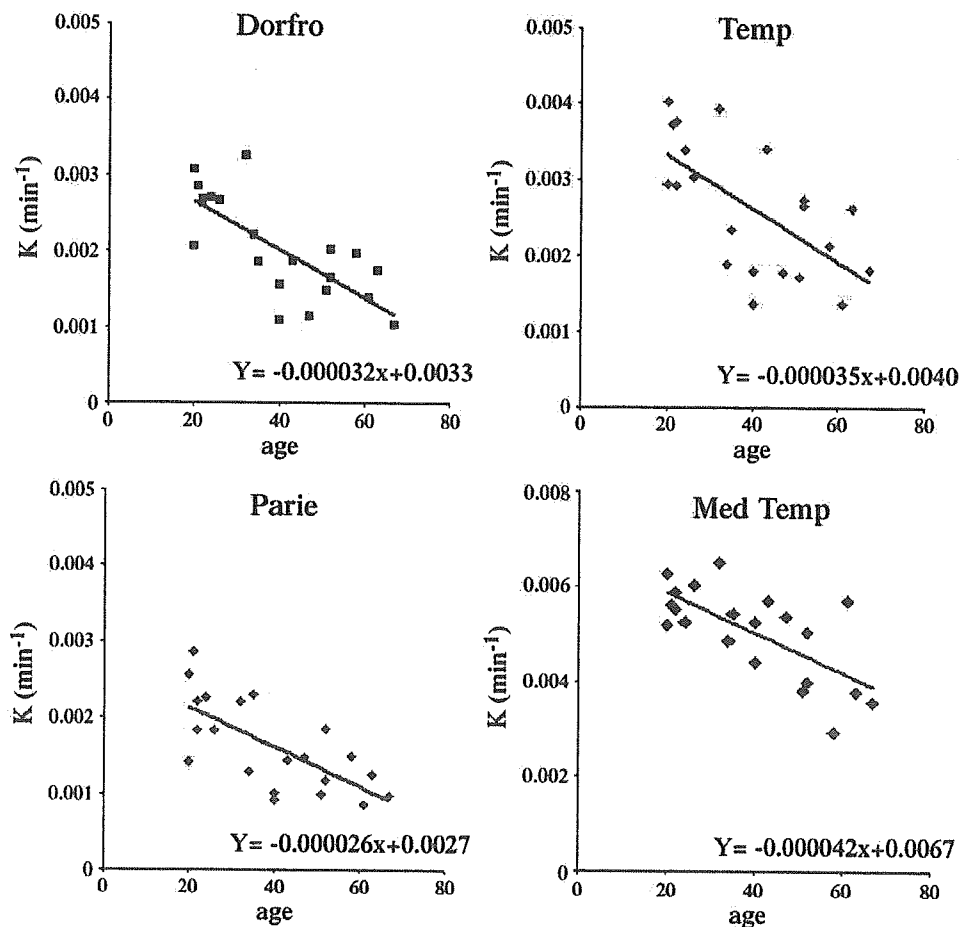 Dorfro
0.005
0.004
0.003
0.002
0.001
0
K (min-1)
Y= -0.000032x+0.0033
0 20 40 60 80
age
Temp
0.005
0.004
0.003
0.002
0.001
0
K (min-1)
Y= -0.000035x+0.0040
0 20 40 60 80
age
Parie
0.005
0.004
0.003
0.002
0.001
0
K (min-1)
Y= -0.000026x+0.0027
0 20 40 60 80
age
Med Temp
0.008
0.006
0.004
0.002
0
K (min-1)
Y= -0.000042x+0.0067
0 20 40 60 80
age